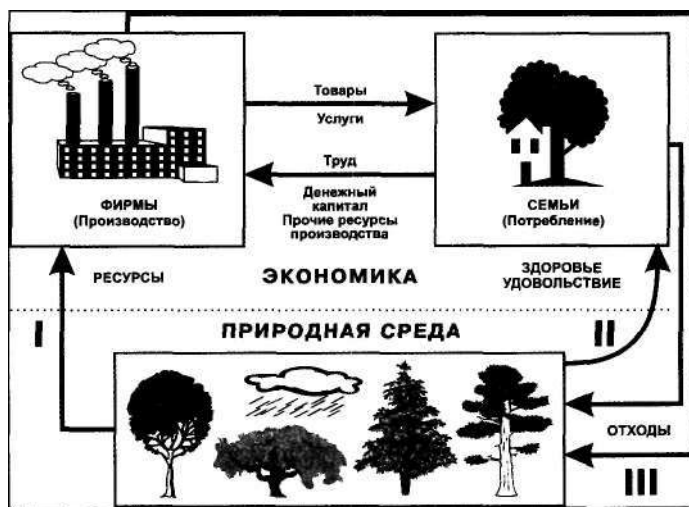 Товары
Услуги
Труд
Денежный
капитал
Прочие ресурсы
производства
ФИРМЫ
(Производство)
СЕМЬИ
(Потребление)
РЕСУРСЫ
ЭКОНОМИКА
ЗДОРОВЬЕ
УДОВОЛЬСТВИЕ
I
ПРИРОДНАЯ СРЕДА
II
ОТХОДЫ
III